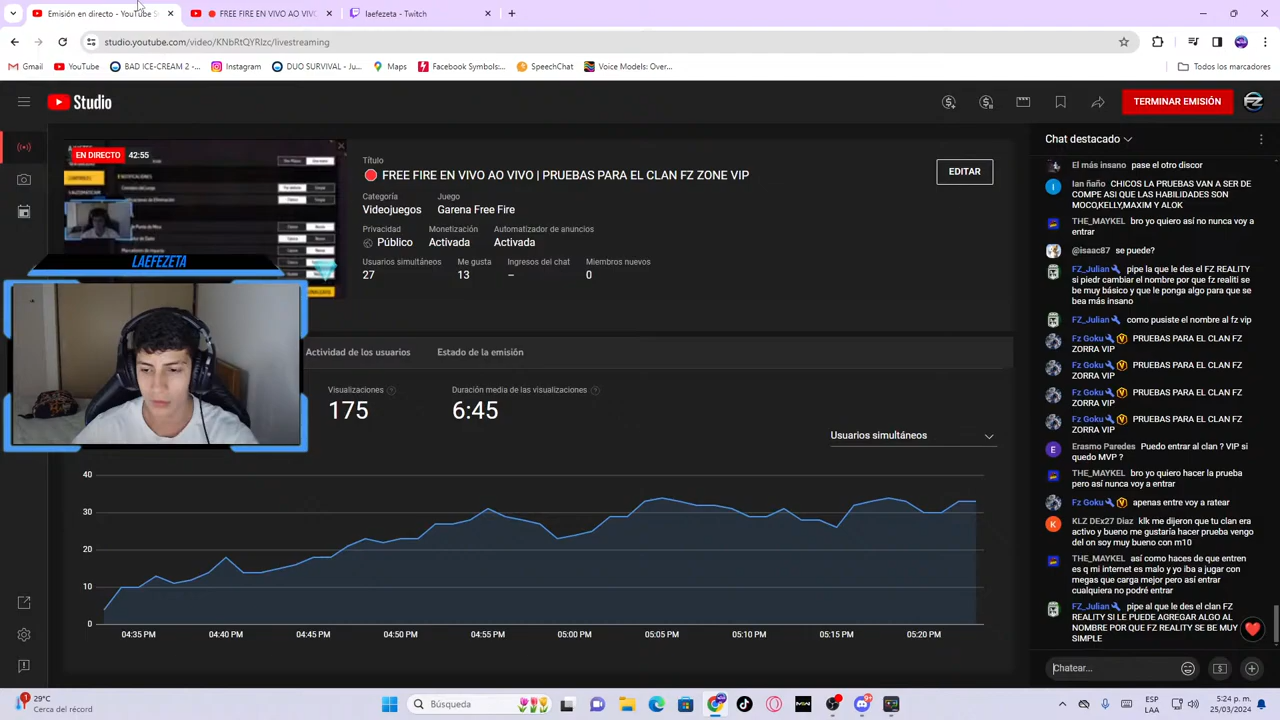 Emisión en directo - YouTube S
FREE FIRE EN VIVO AO VIVO
laefezeta - Twitch
studio.youtube.com/video/KNbRtQYRIzc/livestreaming
Gmail
YouTube
BAD ICE-CREAM 2 -...
Instagram
DUO SURVIVAL - Ju...
Maps
Facebook Symbols:...
SpeechChat
Voice Models: Over...
Todos los marcadores
Studio
TERMINAR EMISIÓN
EN DIRECTO 42:55
LAEFEZETA
Título
FREE FIRE EN VIVO AO VIVO | PRUEBAS PARA EL CLAN FZ ZONE VIP
EDITAR
Categoría
Videojuegos
Juego
Garena Free Fire
Privacidad
Público
Monetización
Activada
Automatizador de anuncios
Activada
Usuarios simultáneos
27
Me gusta
13
Ingresos del chat
–
Miembros nuevos
0
Actividad de los usuarios
Estado de la emisión
Visualizaciones
175
Duración media de las visualizaciones
6:45
Usuarios simultáneos
40
30
20
10
0
04:35 PM
04:40 PM
04:45 PM
04:50 PM
04:55 PM
05:00 PM
05:05 PM
05:10 PM
05:15 PM
05:20 PM
Chat destacado
El más insano pase el otro discor
Ian ñaño CHICOS LA PRUEBAS VAN A SER DE
COMPE ASI QUE LAS HABILIDADES SON
MOCO,KELLY,MAXIM Y ALOK
THE_MAYKEL bro yo quiero así no nunca voy a
entrar
@isaac87 se puede?
FZ_Julian pipe la que le des el FZ REALITY
si piedr cambiar el nombre por que fz realiti se
be muy básico y que le ponga algo para que se
bea más insano
FZ_Julian como pusiste el nombre al fz vip
Fz Goku PRUEBAS PARA EL CLAN FZ
ZORRA VIP
Fz Goku PRUEBAS PARA EL CLAN FZ
ZORRA VIP
Fz Goku PRUEBAS PARA EL CLAN FZ
ZORRA VIP
Fz Goku PRUEBAS PARA EL CLAN FZ
ZORRA VIP
Erasmo Paredes Puedo entrar al clan ? VIP si
quedo MVP ?
THE_MAYKEL bro yo quiero hacer la prueba
pero así nunca voy a entrar
Fz Goku apenas entre voy a ratear
KLZ DEx27 Diaz klk me dijeron que tu clan era
activo y bueno me gustaría hacer prueba vengo
del on soy muy bueno con m10
THE_MAYKEL así como haces de que entren
es q mi internet es malo y yo iba a jugar con
megas que carga mejor pero así entrar
cualquiera no podré entrar
FZ_Julian pipe al que le des el clan FZ
REALITY SI LE PUEDE AGREGAR ALGO AL
NOMBRE POR QUE FZ REALITY SE BE MUY
SIMPLE
Chatear...
29°C
Cerca del récord
Búsqueda
ESP
LAA
5:24 p. m.
25/03/2024